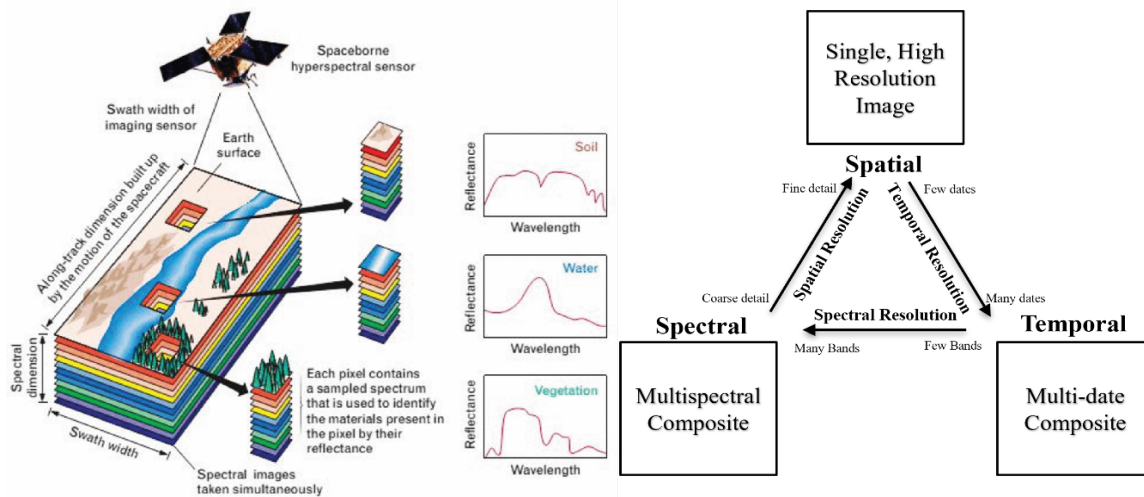 Spaceborne
hyperspectral sensor
Swath width of
imaging sensor
Earth
surface
Along-track dimension built up
by the motion of the spacecraft
Spectral
dimension
Swath width
Spectral images
taken simultaneously
Each pixel contains
a sampled spectrum
that is used to identify
the materials present in
the pixel by their
reflectance
Soil
Reflectance
Wavelength
Water
Reflectance
Wavelength
Vegetation
Reflectance
Wavelength
Single, High
Resolution
Image
Spatial
Fine detail
Few dates
Spatial Resolution
Temporal Resolution
Coarse detail
Many dates
Spectral
Spectral Resolution
Temporal
Many Bands
Few Bands
Multispectral
Composite
Multi-date
Composite